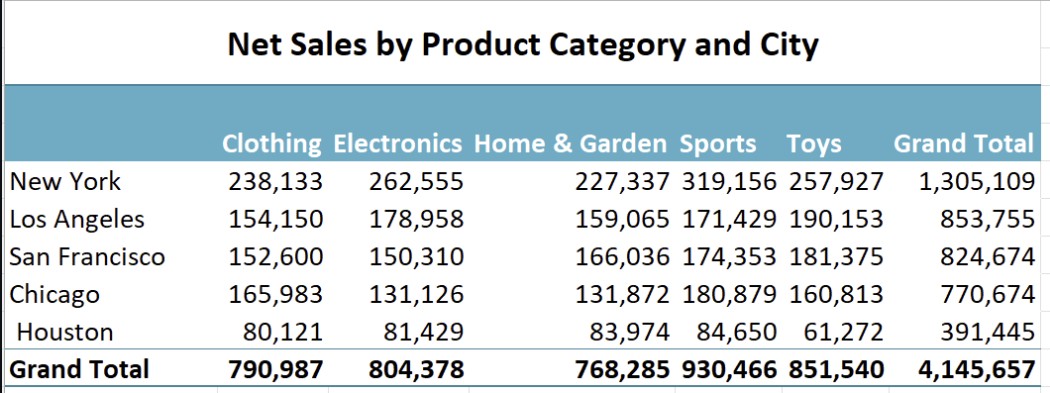 Net Sales by Product Category and City
Clothing Electronics Home & Garden Sports Toys Grand Total
New York 238,133 262,555 227,337 319,156 257,927 1,305,109
Los Angeles 154,150 178,958 159,065 171,429 190,153 853,755
San Francisco 152,600 150,310 166,036 174,353 181,375 824,674
Chicago 165,983 131,126 131,872 180,879 160,813 770,674
Houston 80,121 81,429 83,974 84,650 61,272 391,445
Grand Total 790,987 804,378 768,285 930,466 851,540 4,145,657